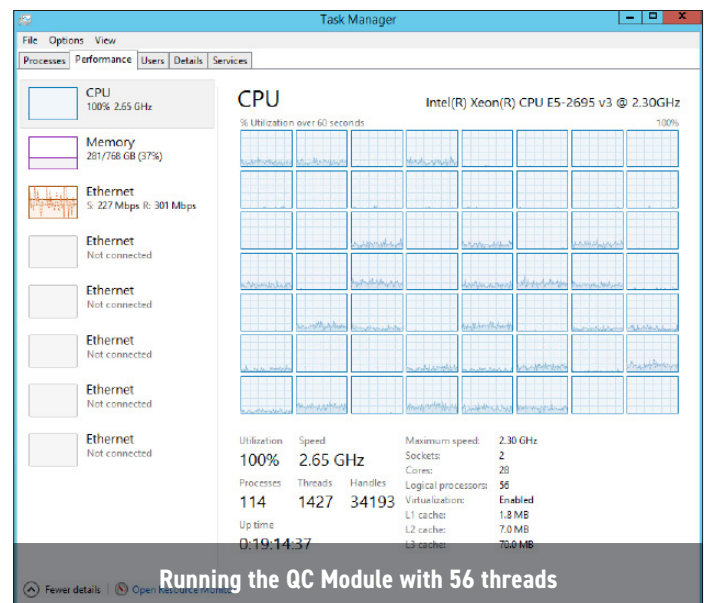 Task Manager
File Options View
Processes Performance Users Details Services
CPU
100% 2.65 GHz
Memory
281/768 GB (37%)
Ethernet
S: 227 Mbps R: 301 Mbps
Ethernet
Not connected
Ethernet
Not connected
Ethernet
Not connected
Ethernet
Not connected
Ethernet
Not connected
CPU Intel(R) Xeon(R) CPU E5-2695 v3 @ 2.30GHz
% Utilization over 60 seconds 100%
Utilization Speed
100% 2.65 GHz
Processes Threads Handles
114 1427 34193
Up time
0:19:14:37
Maximum speed: 2.30 GHz
Sockets: 2
Cores: 28
Logical processors: 56
Virtualization: Enabled
L1 cache: 1.8 MB
L2 cache: 7.0 MB
L3 cache: 70.0 MB
Fewer details Open Resource Monitor
Running the QC Module with 56 threads